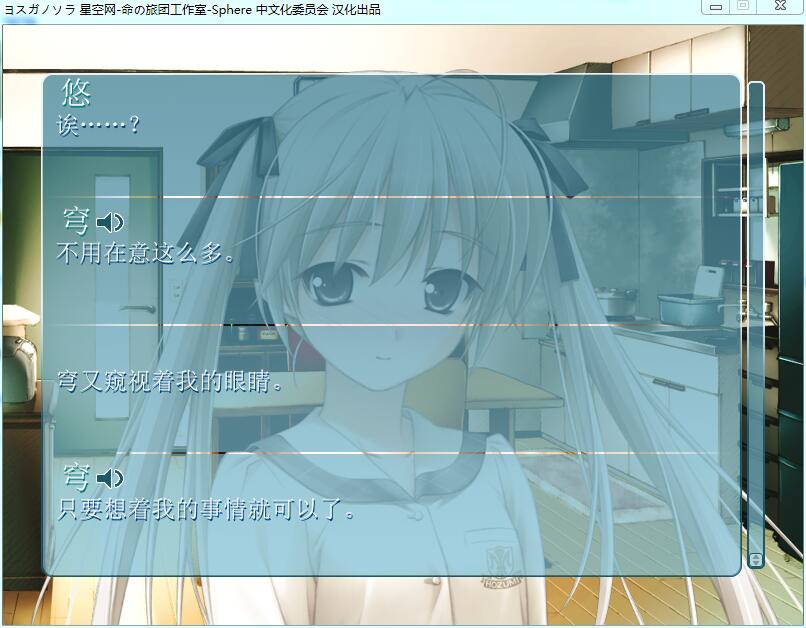 ヨスガノソラ 星空网-命の旅团工作室-Sphere 中文化委员会 汉化出品
悠
诶……？
穹
不用在意这么多。
穹又窥视着我的眼睛。
穹
只要想着我的事情就可以了。
HOZUMI